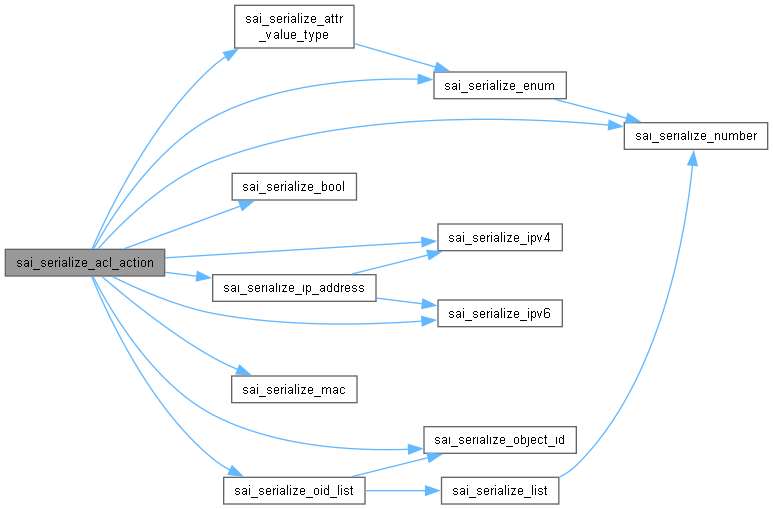 sai_serialize_attr
_value_type
sai_serialize_enum
sai_serialize_number
sai_serialize_bool
sai_serialize_ipv4
sai_serialize_acl_action
sai_serialize_ip_address
sai_serialize_ipv6
sai_serialize_mac
sai_serialize_object_id
sai_serialize_oid_list
sai_serialize_list